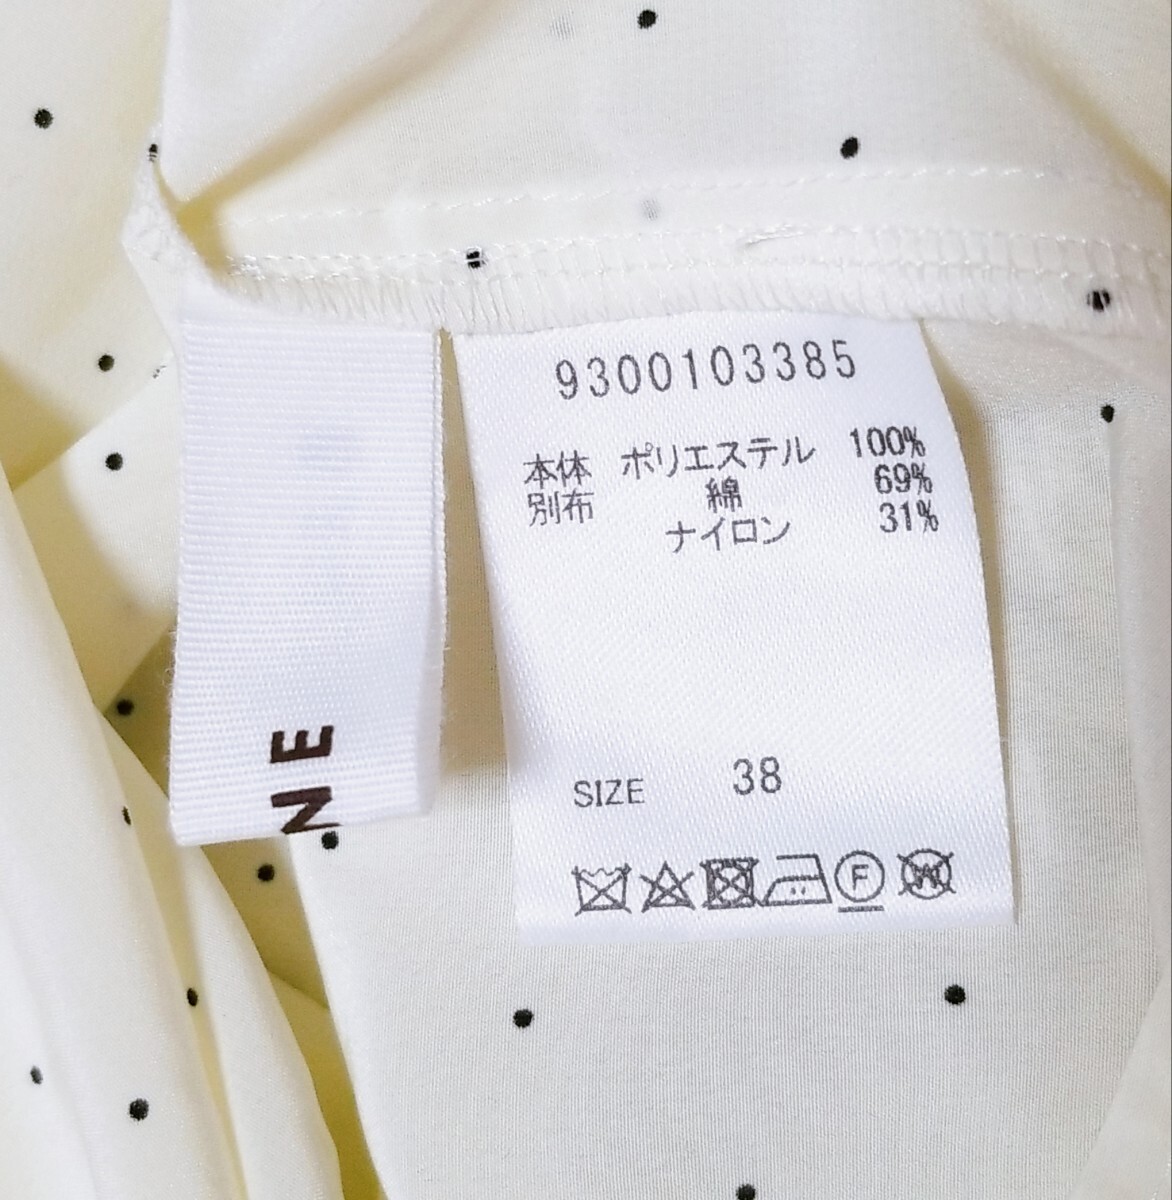 9300103385
本体 ポリエステル 100%
別布 綿 69%
ナイロン 31%
SIZE 38
F
W
NE